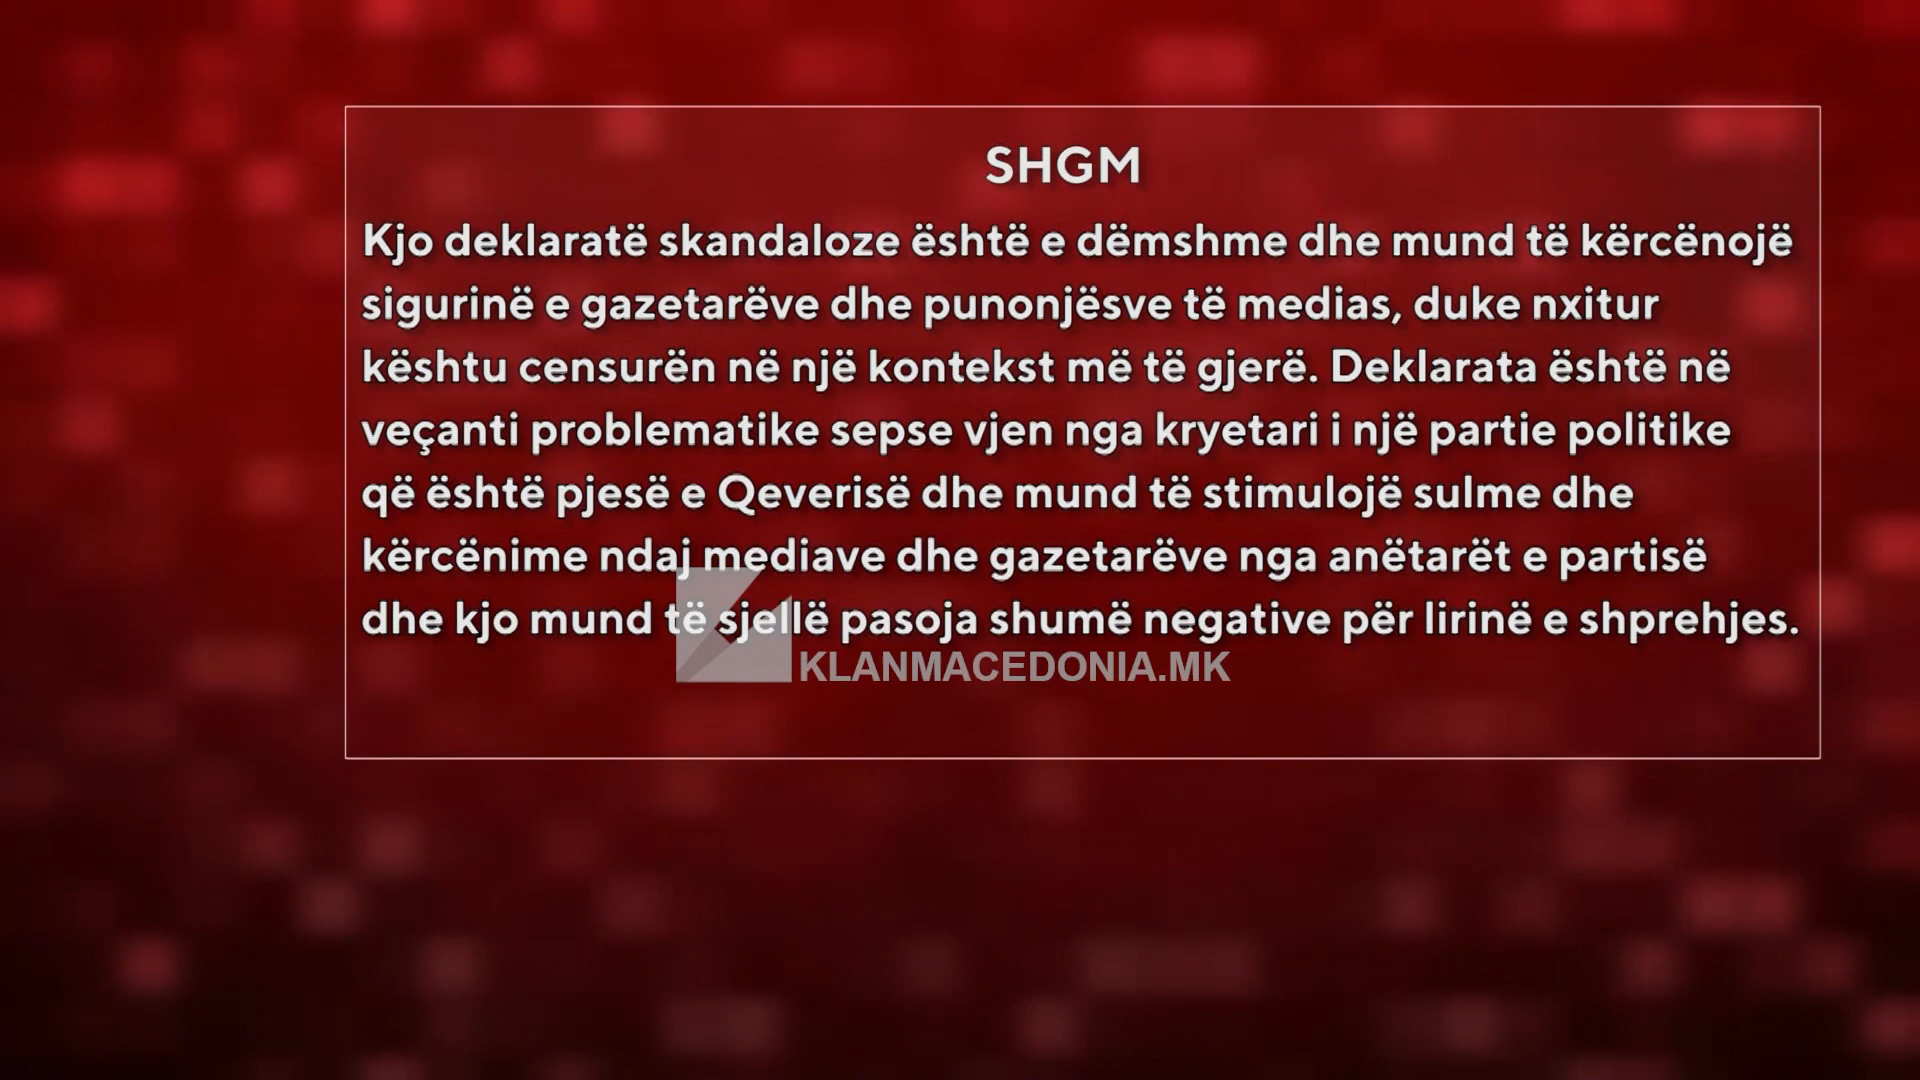 SHGM
Kjo deklaratë skandaloze është e dëmshme dhe mund të kërcënojë
sigurinë e gazetarëve dhe punonjësve të medias, duke nxitur
kështu censurën në një kontekst më të gjerë. Deklarata është në
veçanti problematike sepse vjen nga kryetari i një partie politike
që është pjesë e Qeverisë dhe mund të stimulojë sulme dhe
kërcënime ndaj mediave dhe gazetarëve nga anëtarët e partisë
dhe kjo mund të sjellë pasoja shumë negative për lirinë e shprehjes.
KLANMACEDONIA.MK